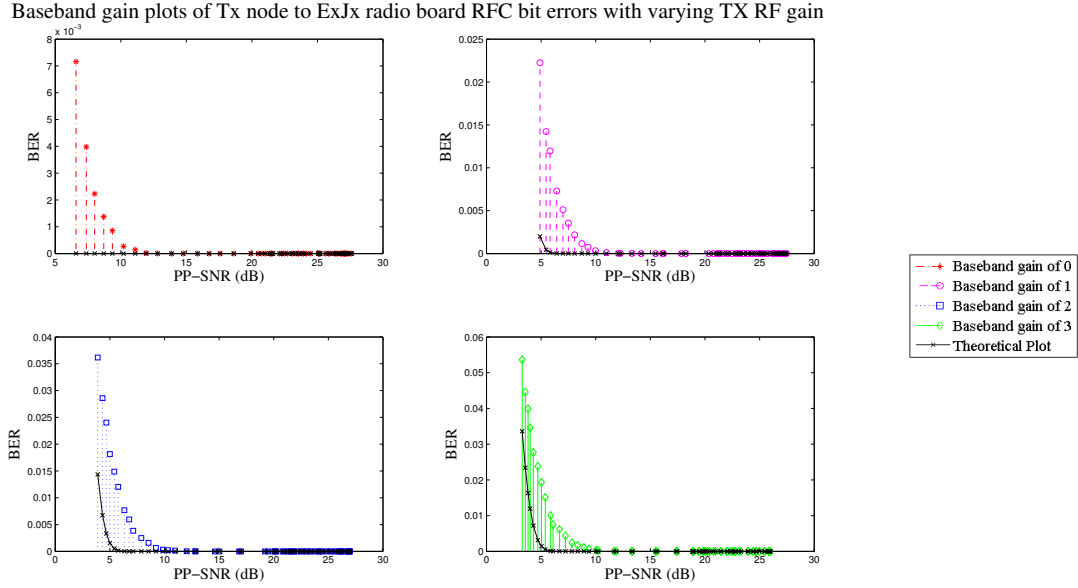 Baseband gain plots of Tx node to ExJx radio board RFC bit errors with varying TX RF gain
x 10⁻³
8
7
6
5
4
3
2
1
0
BER
5 10 15 20 25 30
PP−SNR (dB)
0.025
0.02
0.015
0.01
0.005
0
BER
0 5 10 15 20 25 30
PP−SNR (dB)
Baseband gain of 0
Baseband gain of 1
Baseband gain of 2
Baseband gain of 3
Theoretical Plot
0.04
0.035
0.03
0.025
0.02
0.015
0.01
0.005
0
BER
0 5 10 15 20 25 30
PP−SNR (dB)
0.06
0.05
0.04
0.03
0.02
0.01
0
BER
0 5 10 15 20 25 30
PP−SNR (dB)